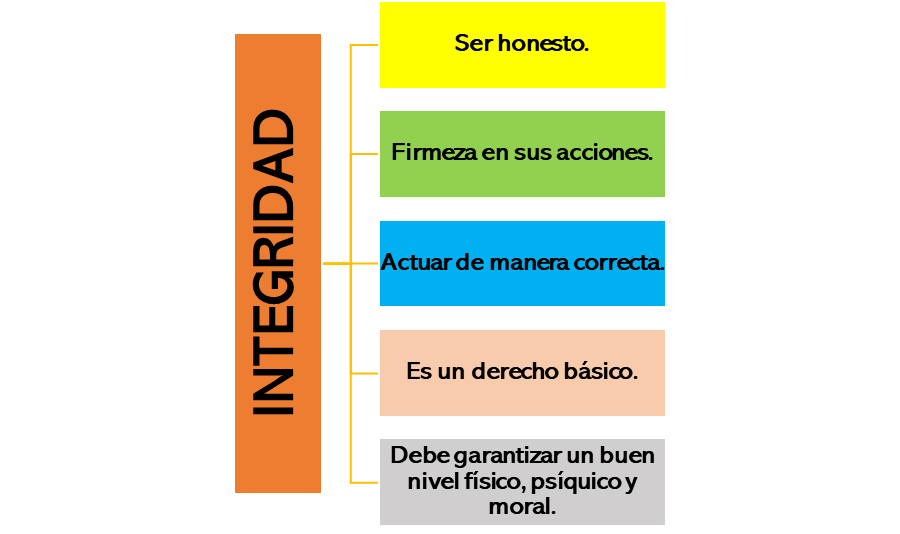 INTEGRIDAD
Ser honesto.
Firmeza en sus acciones.
Actuar de manera correcta.
Es un derecho básico.
Debe garantizar un buen
nivel físico, psíquico y
moral.